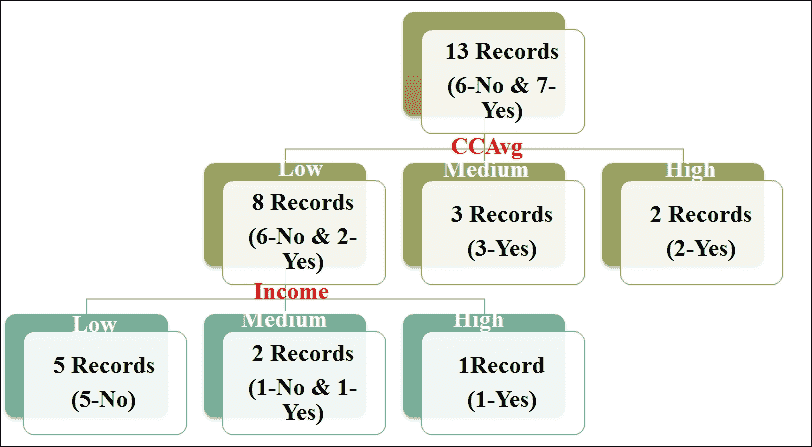 13 Records
(6-No & 7-
Yes)
CCAvg
Low
Medium
High
8 Records
(6-No & 2-
Yes)
3 Records
(3-Yes)
2 Records
(2-Yes)
Income
Low
Medium
High
5 Records
(5-No)
2 Records
(1-No & 1-
Yes)
1Record
(1-Yes)